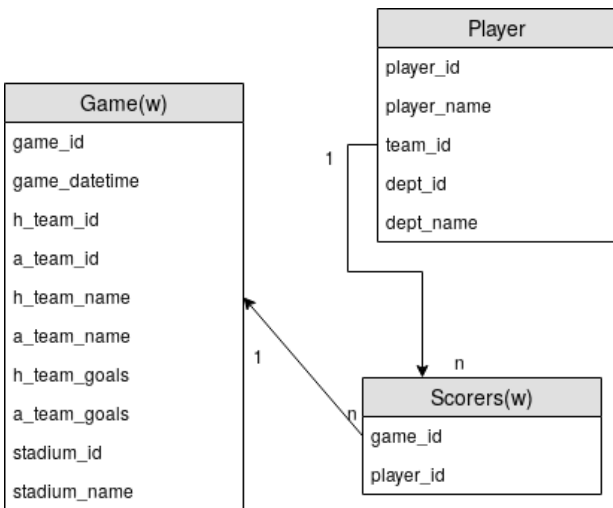 Player
player_id
player_name
team_id
dept_id
dept_name
1
Game(w)
game_id
game_datetime
h_team_id
a_team_id
h_team_name
a_team_name
h_team_goals
a_team_goals
stadium_id
stadium_name
1
n
n
Scorers(w)
game_id
player_id